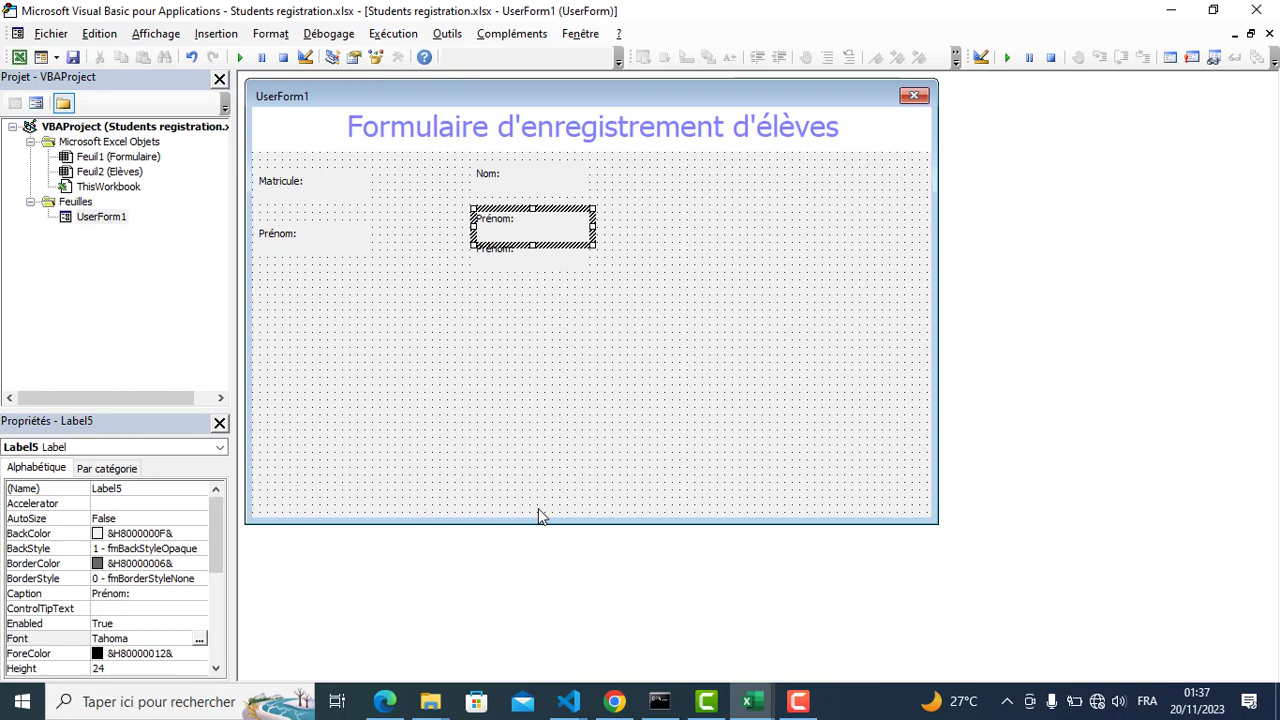 Microsoft Visual Basic pour Applications - Students registration.xlsx - [Students registration.xlsx - UserForm1 (UserForm)]
Fichier Edition Affichage Insertion Format Débogage Exécution Outils Compléments Fenêtre ?
Projet - VBAProject
VBAProject (Students registration.x
Microsoft Excel Objets
Feuil1 (Formulaire)
Feuil2 (Elèves)
ThisWorkbook
Feuilles
UserForm1
UserForm1
Formulaire d'enregistrement d'élèves
Matricule:
Nom:
Prénom:
Prénom:
Prénom:
Propriétés - Label5
Label5 Label
Alphabétique Par catégorie
(Name) Label5
Accelerator
AutoSize False
BackColor &H8000000F&
BackStyle 1 - fmBackStyleOpaque
BorderColor &H80000006&
BorderStyle 0 - fmBorderStyleNone
Caption Prénom:
ControlTipText
Enabled True
Font Tahoma ...
ForeColor &H80000012&
Height 24
Taper ici pour rechercher
27°C
FRA
01:37
20/11/2023